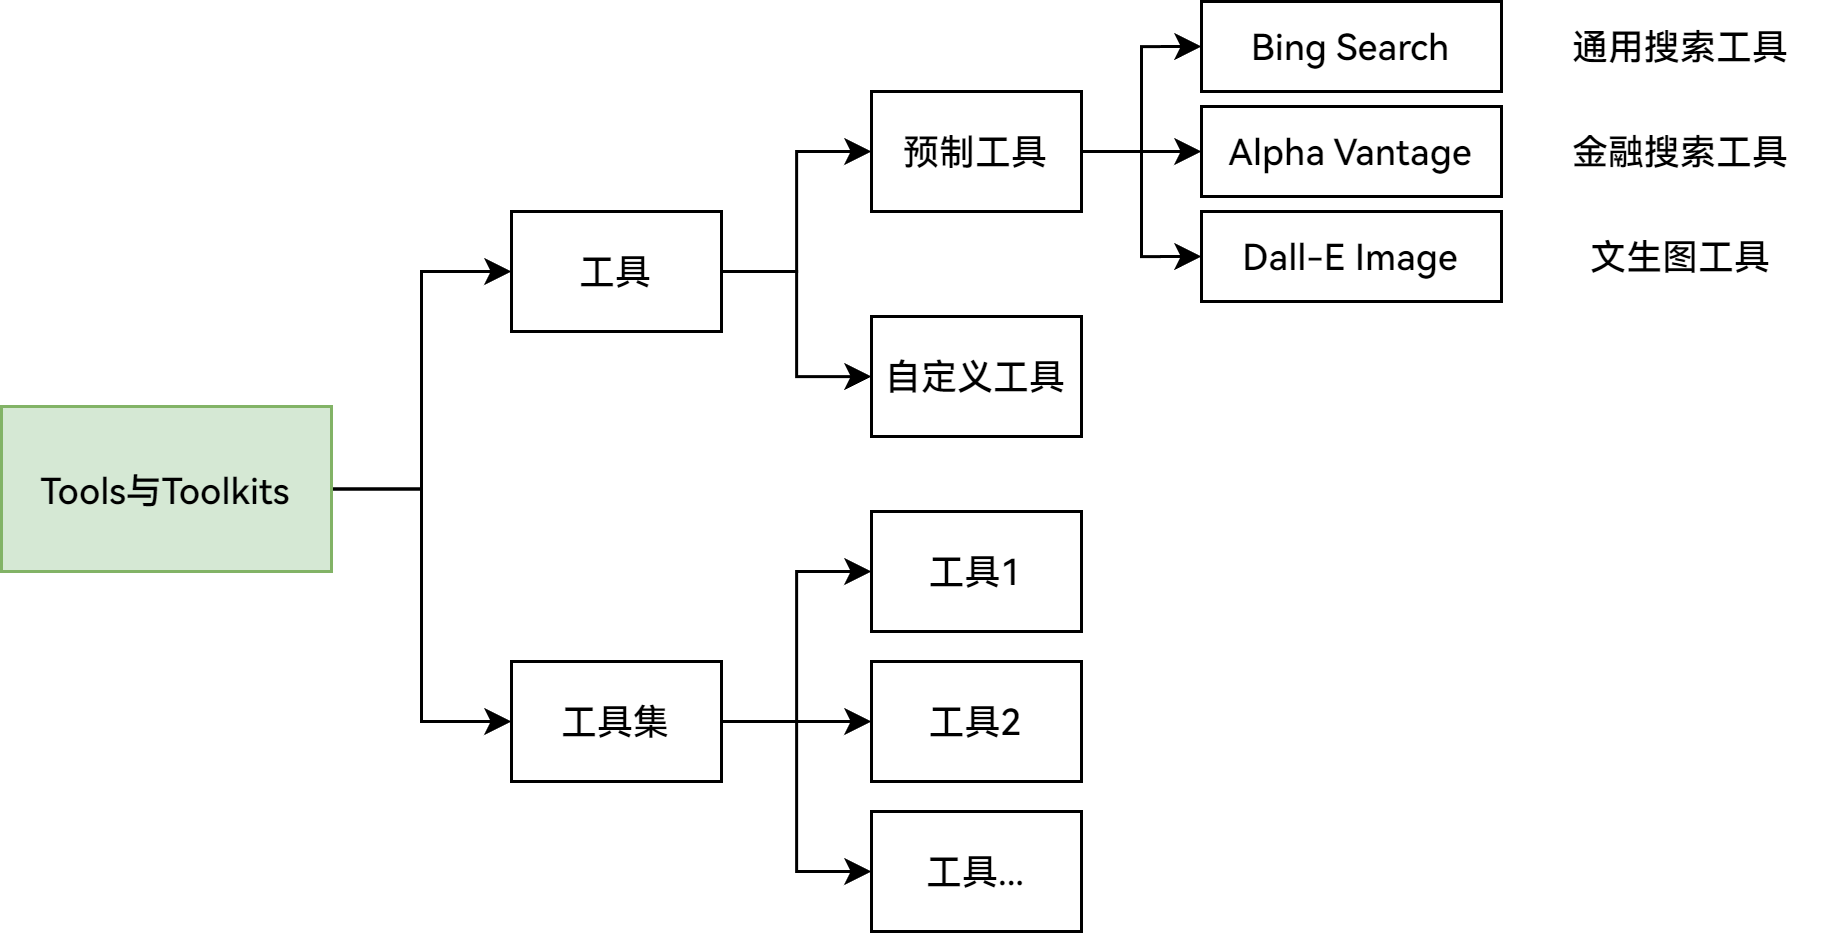 Bing Search
通用搜索工具
预制工具
Alpha Vantage
金融搜索工具
Dall-E Image
文生图工具
工具
自定义工具
Tools与Toolkits
工具1
工具集
工具2
工具...